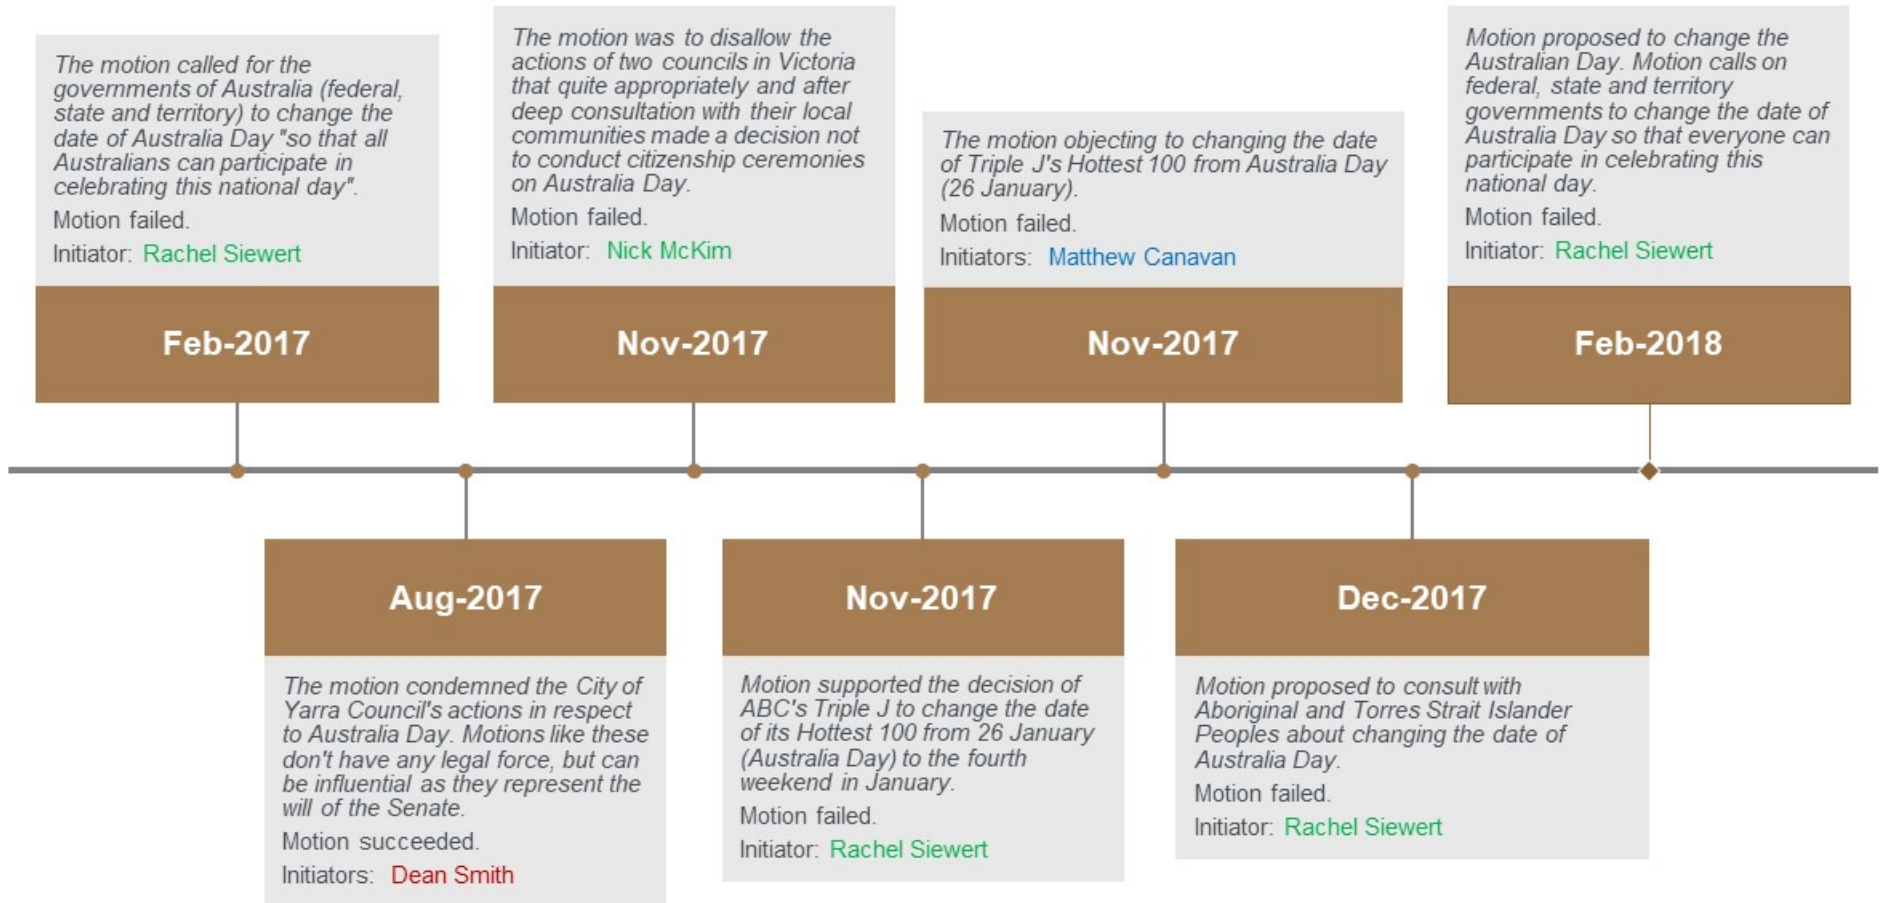 The motion called for the
governments of Australia (federal,
state and territory) to change the
date of Australia Day "so that all
Australians can participate in
celebrating this national day".
Motion failed.
Initiator: Rachel Siewert
Feb-2017
The motion was to disallow the
actions of two councils in Victoria
that quite appropriately and after
deep consultation with their local
communities made a decision not
to conduct citizenship ceremonies
on Australia Day.
Motion failed.
Initiator: Nick McKim
Nov-2017
The motion objecting to changing the date
of Triple J's Hottest 100 from Australia Day
(26 January).
Motion failed.
Initiators: Matthew Canavan
Nov-2017
Motion proposed to change the
Australian Day. Motion calls on
federal, state and territory
governments to change the date of
Australia Day so that everyone can
participate in celebrating this
national day.
Motion failed.
Initiator: Rachel Siewert
Feb-2018
Aug-2017
The motion condemned the City of
Yarra Council's actions in respect
to Australia Day. Motions like these
don't have any legal force, but can
be influential as they represent the
will of the Senate.
Motion succeeded.
Initiators: Dean Smith
Nov-2017
Motion supported the decision of
ABC's Triple J to change the date
of its Hottest 100 from 26 January
(Australia Day) to the fourth
weekend in January.
Motion failed.
Initiator: Rachel Siewert
Dec-2017
Motion proposed to consult with
Aboriginal and Torres Strait Islander
Peoples about changing the date of
Australia Day.
Motion failed.
Initiator: Rachel Siewert